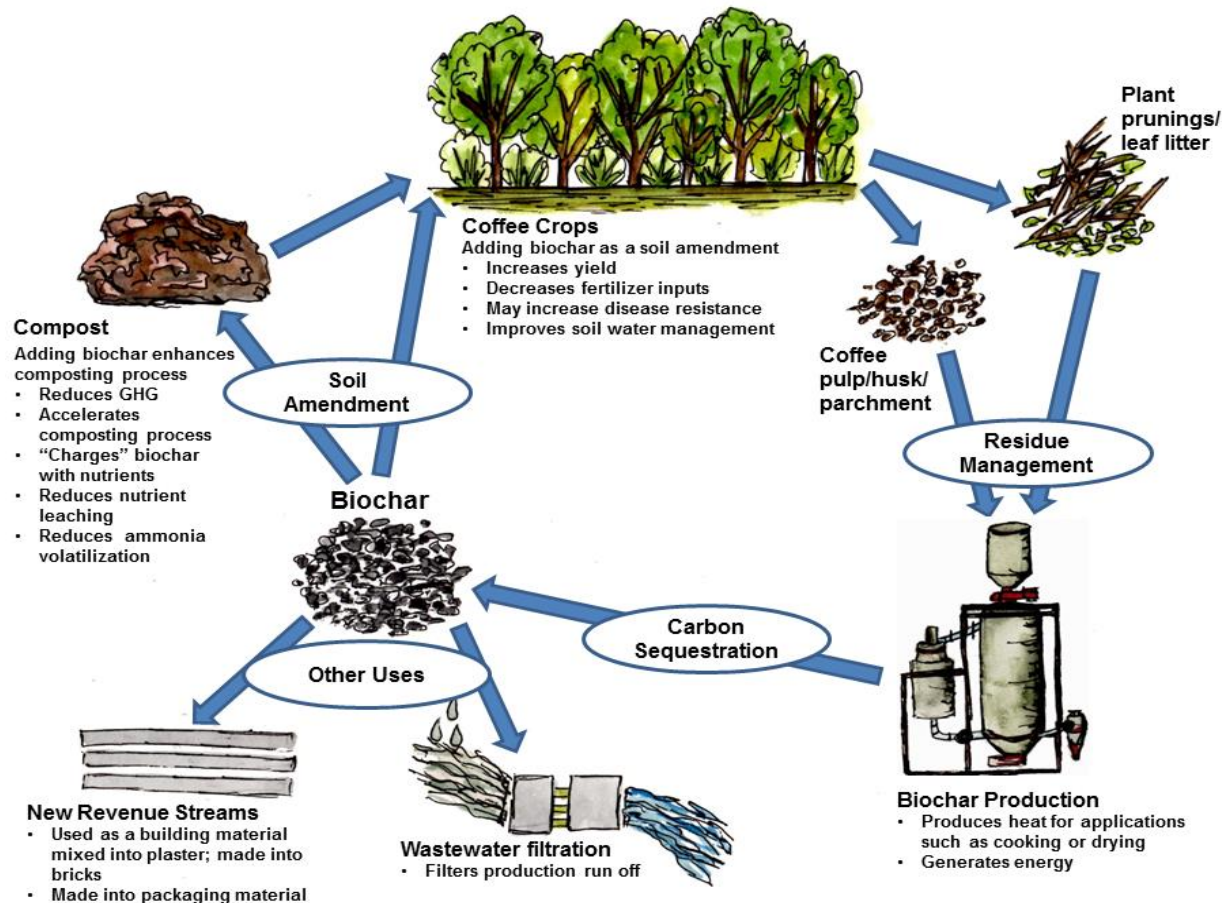 Plant
prunings/
leaf litter
Coffee Crops
Adding biochar as a soil amendment
• Increases yield
• Decreases fertilizer inputs
• May increase disease resistance
• Improves soil water management
Coffee
pulp/husk/
parchment
Compost
Adding biochar enhances
composting process
• Reduces GHG
• Accelerates
composting process
• “Charges” biochar
with nutrients
• Reduces nutrient
leaching
• Reduces ammonia
volatilization
Soil
Amendment
Residue
Management
Biochar
Carbon
Sequestration
Other Uses
New Revenue Streams
• Used as a building material
mixed into plaster; made into
bricks
• Made into packaging material
Wastewater filtration
• Filters production run off
Biochar Production
• Produces heat for applications
such as cooking or drying
• Generates energy